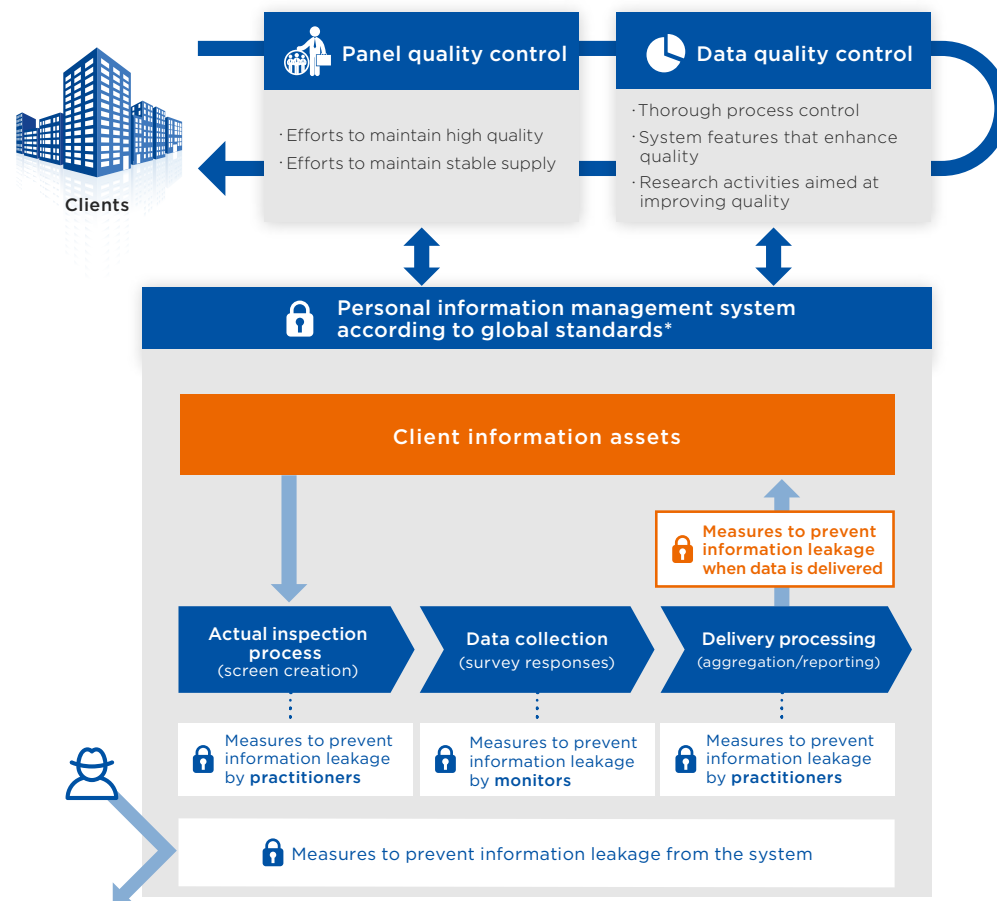 Panel quality control
Data quality control
· Efforts to maintain high quality
· Efforts to maintain stable supply
· Thorough process control
· System features that enhance
quality
· Research activities aimed at
improving quality
Clients
Personal information management system
according to global standards*
Client information assets
Measures to prevent
information leakage
when data is delivered
Actual inspection
process
(screen creation)
Data collection
(survey responses)
Delivery processing
(aggregation/reporting)
Measures to prevent
information leakage
by practitioners
Measures to prevent
information leakage
by monitors
Measures to prevent
information leakage
by practitioners
Measures to prevent information leakage from the system